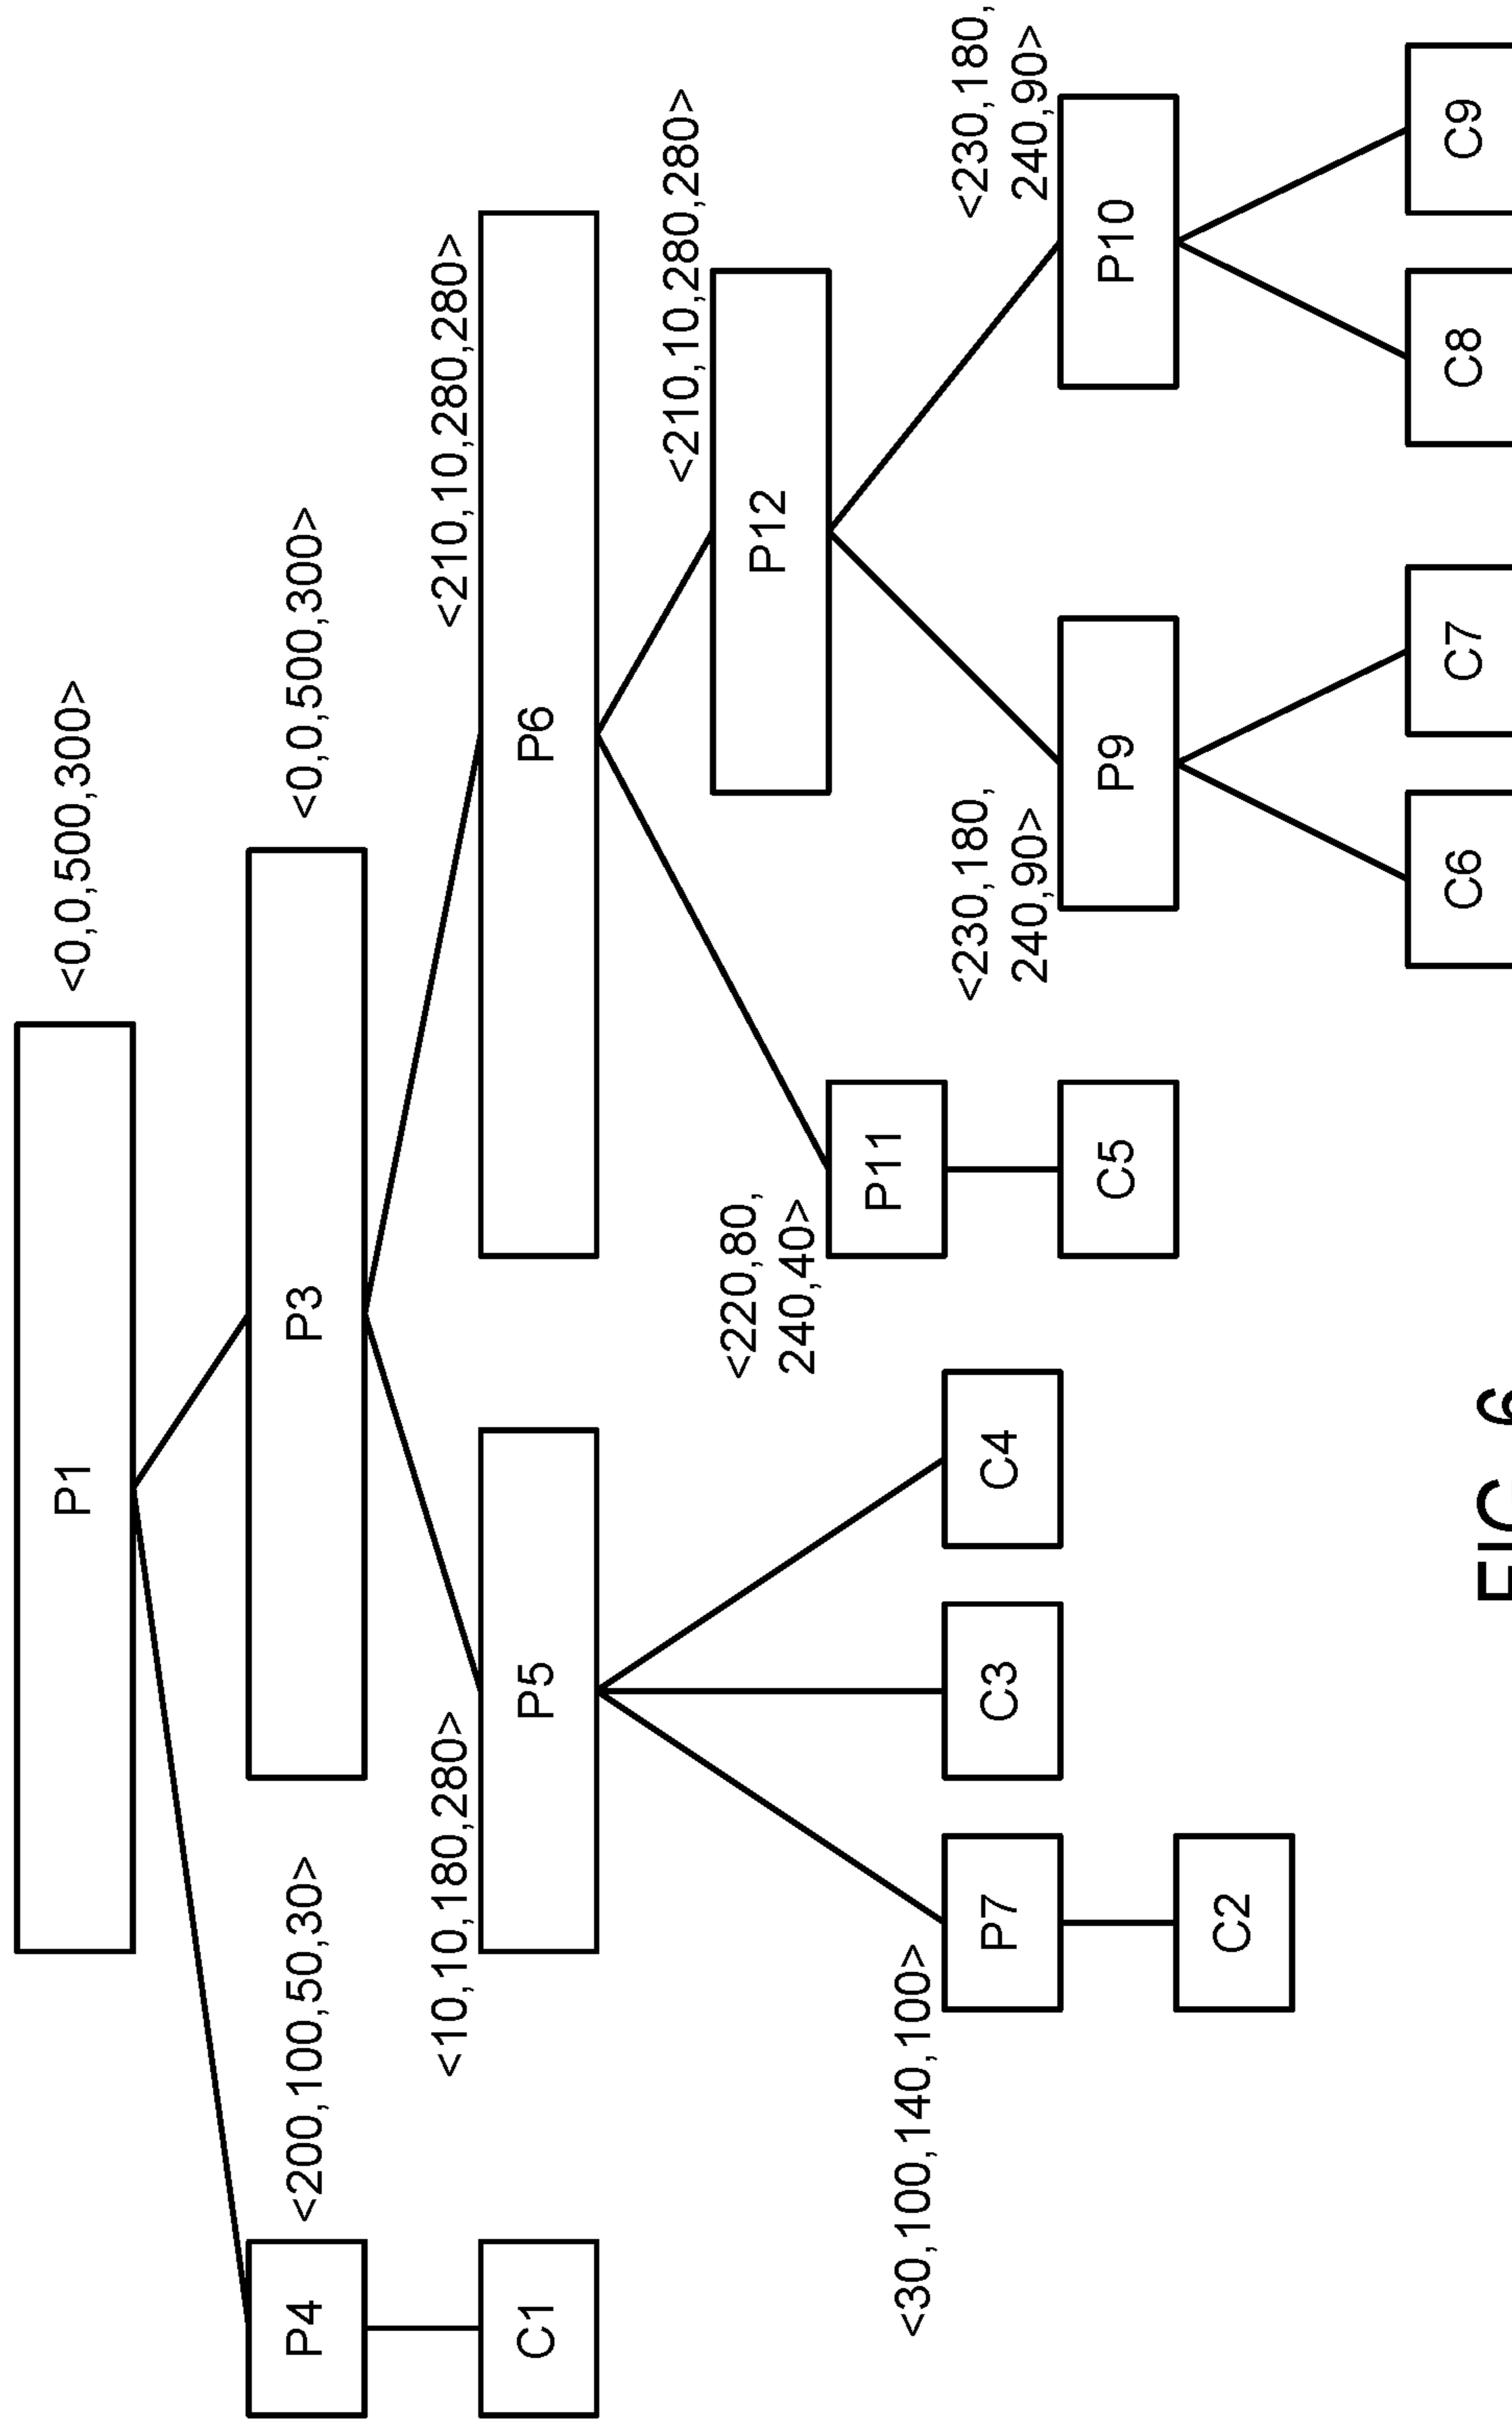 P1
<0,0,500,300>
P4
<200,100,50,30>
P3
<0,0,500,300>
C1
<10,10,180,280>
P5
P6
<210,10,280,280>
P12
<210,10,280,280>
<220,80,
240,40>
P11
<30,100,140,100>
P7
C3
C4
C5
C2
<230,180,
240,90>
P9
<230,180,
240,90>
P10
C6
C7
C8
C9
FIG. 6